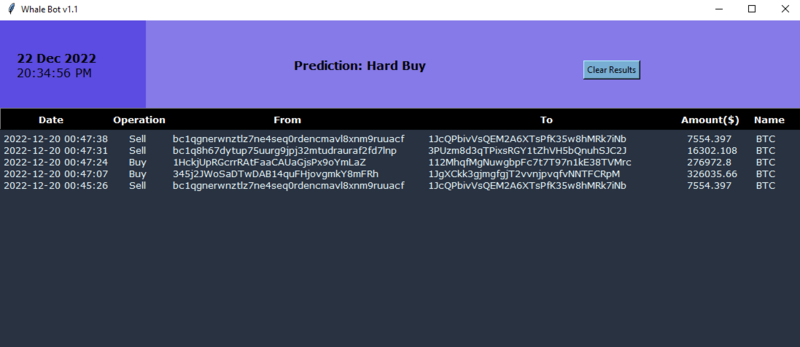 Whale Bot v1.1
22 Dec 2022
20:34:56 PM
Prediction: Hard Buy
Clear Results
Date Operation From To Amount($) Name
2022-12-20 00:47:38 Sell bc1qgnerwnztlz7ne4seq0rdencmavl8xnm9ruuacf 1JcQPbivVsQEM2A6XTsPfK35w8hMRk7iNb 7554.397 BTC
2022-12-20 00:47:31 Sell bc1q8h67dytup75uurg9jpj32mtudrauraf2fd7lnp 3PUzm8d3qTPixsRGY1tZhVH5bQnuhSJC2J 16302.108 BTC
2022-12-20 00:47:24 Buy 1HckjUpRGcrrRAtFaaCAUaGjsPx9oYmLaZ 112MhqfMgNuwgbpFc7t7T97n1kE38TVMrc 276972.8 BTC
2022-12-20 00:47:07 Buy 345j2JWoSaDTwDAB14quFHjovgmkY8mFRh 1JgXCkk3gjmgfgjT2vvnjpvqfvNNTFCRpM 326035.66 BTC
2022-12-20 00:45:26 Sell bc1qgnerwnztlz7ne4seq0rdencmavl8xnm9ruuacf 1JcQPbivVsQEM2A6XTsPfK35w8hMRk7iNb 7554.397 BTC